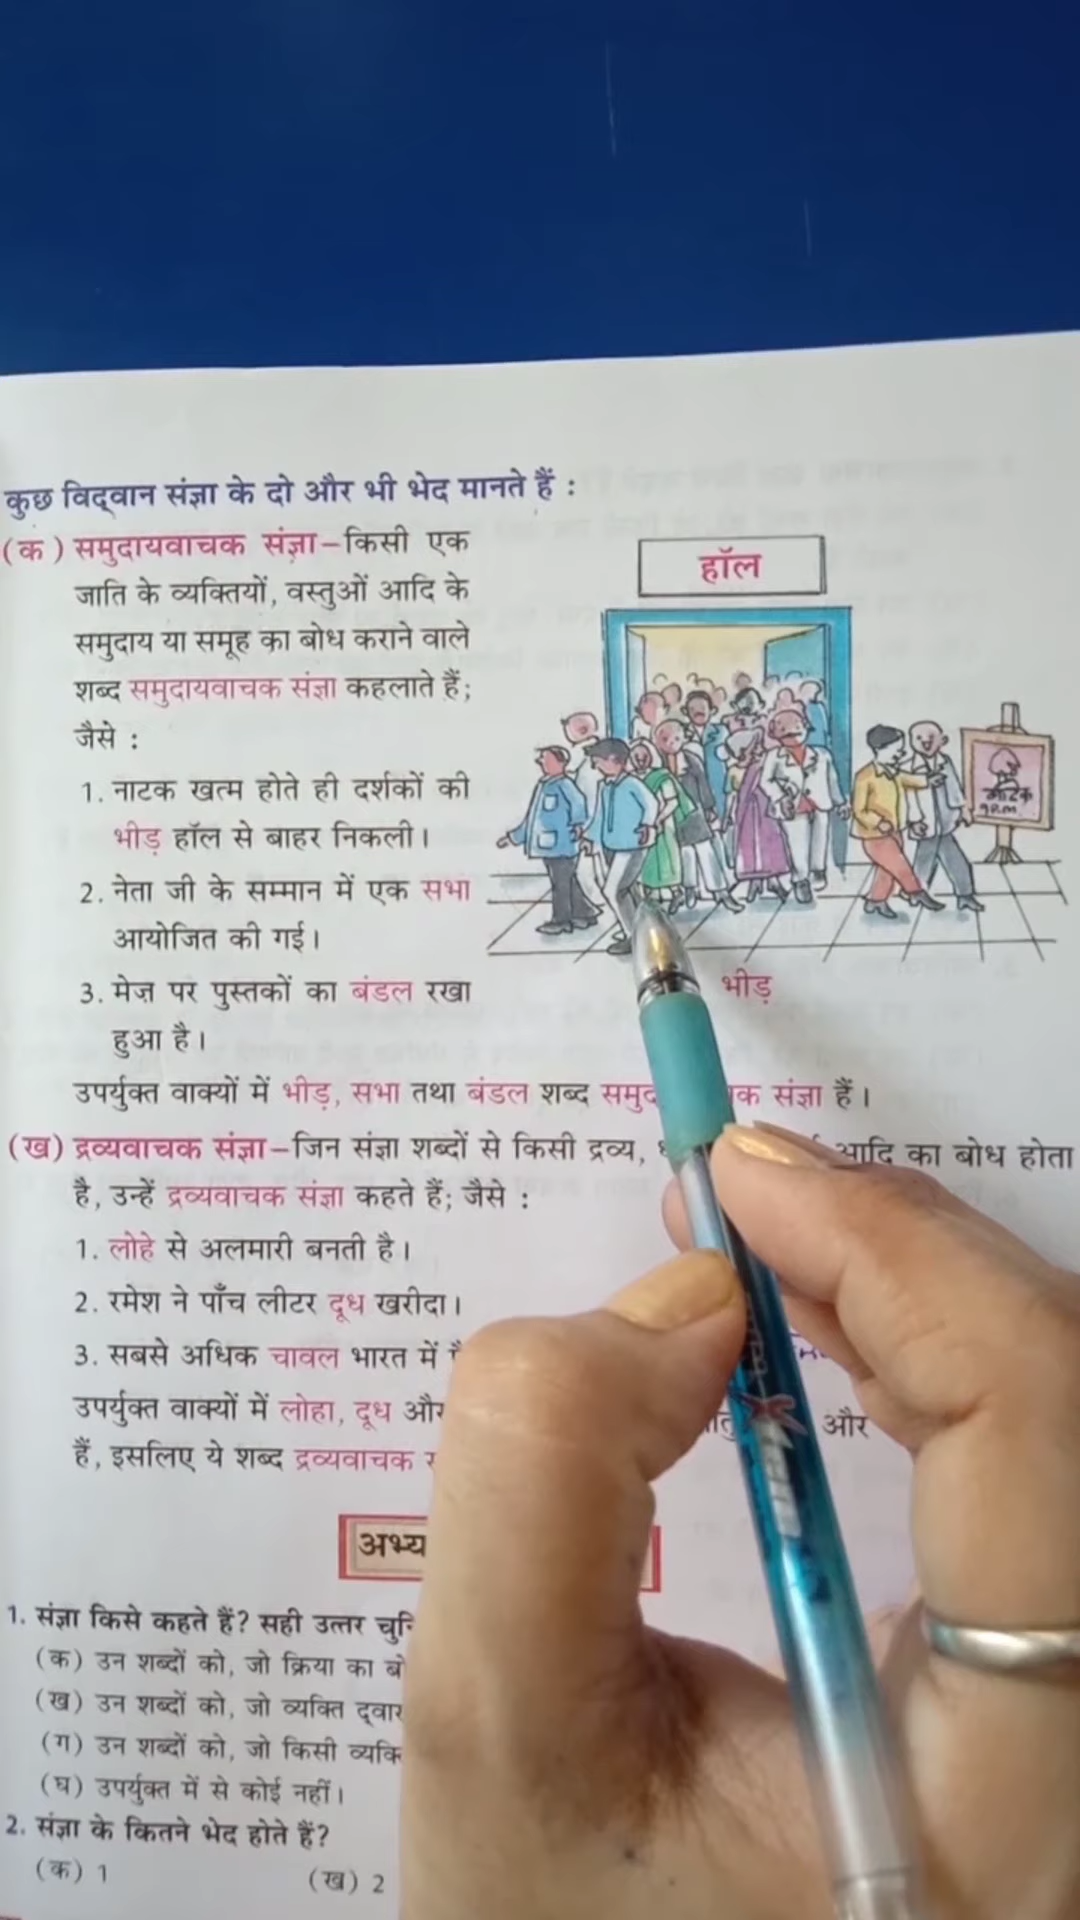 कुछ विद्‌वान संज्ञा के दो और भी भेद मानते हैं :
(क) समुदायवाचक संज्ञा–किसी एक
जाति के व्यक्तियों, वस्तुओं आदि के
समुदाय या समूह का बोध कराने वाले
शब्द समुदायवाचक संज्ञा कहलाते हैं;
जैसे :
1. नाटक खत्म होते ही दर्शकों की
भीड़ हॉल से बाहर निकली।
2. नेता जी के सम्मान में एक सभा
आयोजित की गई।
3. मेज़ पर पुस्तकों का बंडल रखा
हुआ है।
हॉल
नाटक
भीड़
उपर्युक्त वाक्यों में भीड़, सभा तथा बंडल शब्द संज्ञा हैं।
(ख) द्रव्यवाचक संज्ञा–जिन संज्ञा शब्दों से किसी द्रव्य, आदि का बोध होता
है, उन्हें द्रव्यवाचक संज्ञा कहते हैं; जैसे :
1. लोहे से अलमारी बनती है।
2. रमेश ने पाँच लीटर दूध खरीदा।
3. सबसे अधिक चावल भारत में
उपर्युक्त वाक्यों में लोहा, दूध और और
हैं, इसलिए ये शब्द द्रव्यवाचक
1. संज्ञा किसे कहते हैं? सही उत्तर
(क) उन शब्दों को, जो क्रिया का
(ख) उन शब्दों को, जो व्यक्ति
(ग) उन शब्दों को, जो किसी
(घ) उपर्युक्त में से कोई नहीं।
2. संज्ञा के कितने भेद होते हैं?
(क) 1 (ख) 2